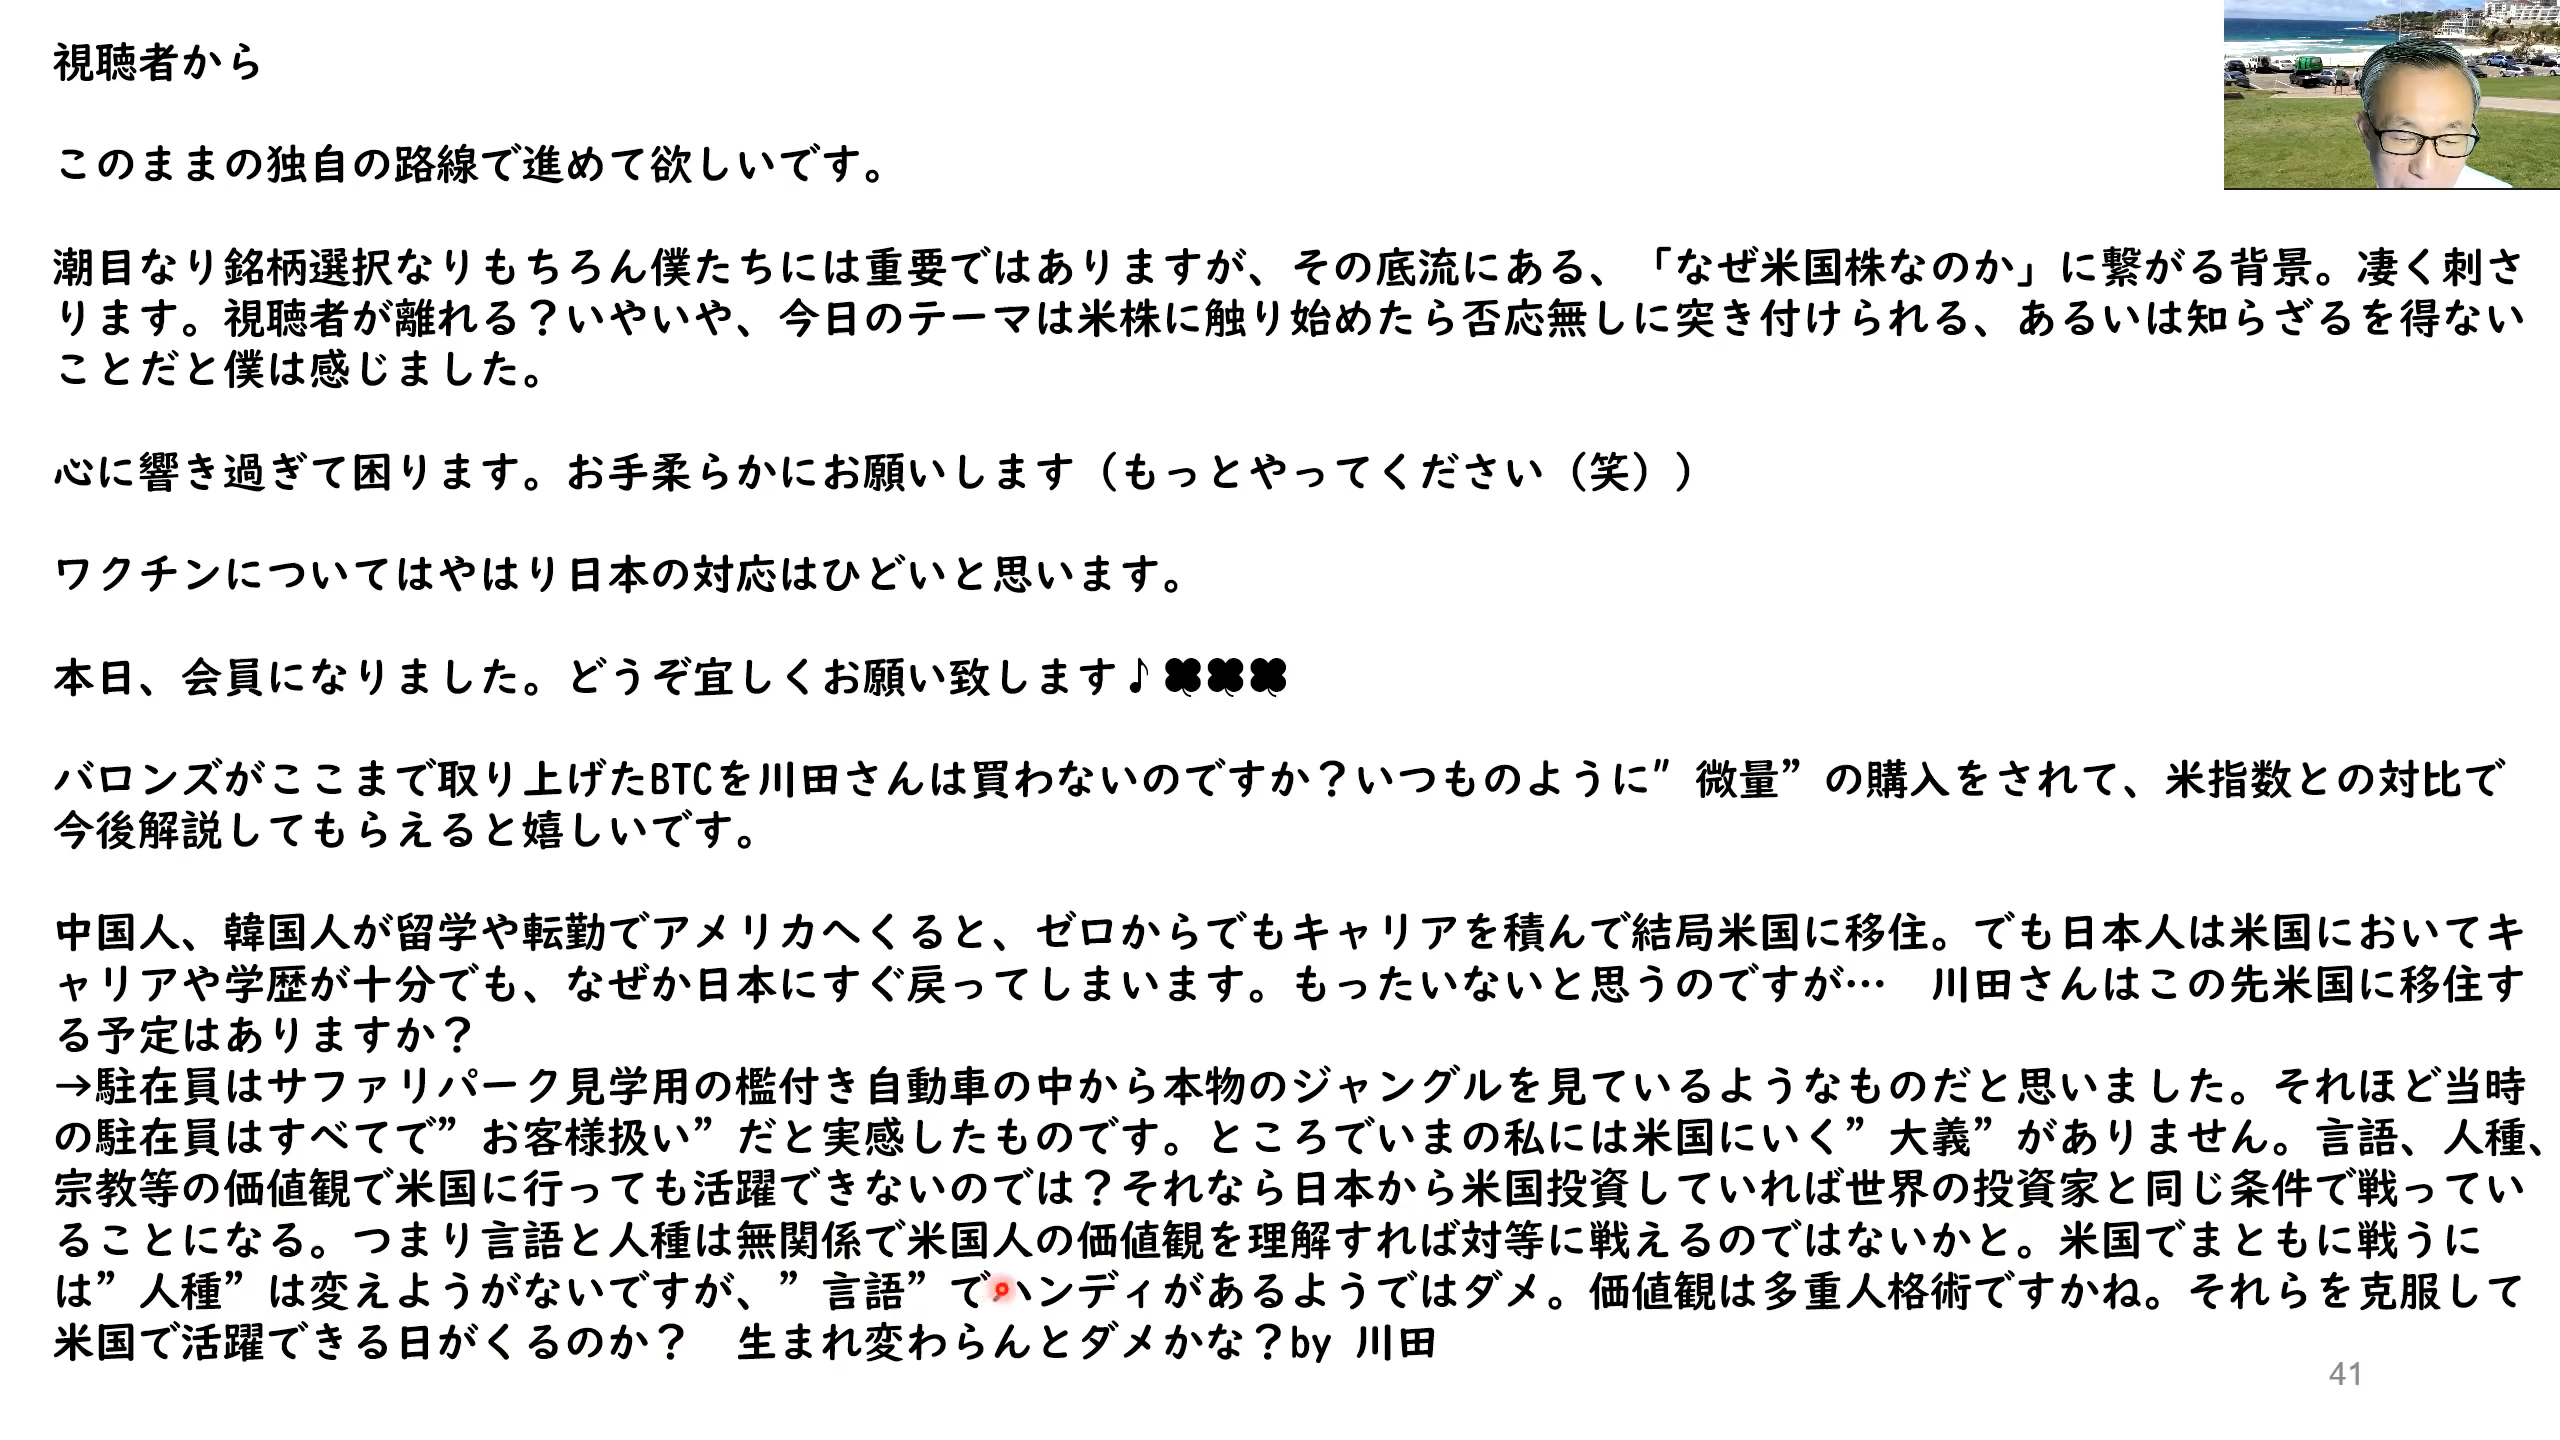 視聴者から
このままの独自の路線で進めて欲しいです。
潮目なり銘柄選択なりもちろん僕たちには重要ではありますが、その底流にある、「なぜ米国株なのか」に繋がる背景。凄く刺さ
ります。視聴者が離れる？いやいや、今日のテーマは米株に触り始めたら否応無しに突き付けられる、あるいは知らざるを得ない
ことだと僕は感じました。
心に響き過ぎて困ります。お手柔らかにお願いします（もっとやってください（笑））
ワクチンについてはやはり日本の対応はひどいと思います。
本日、会員になりました。どうぞ宜しくお願い致します♪🍀🍀🍀
バロンズがここまで取り上げたBTCを川田さんは買わないのですか？いつものように”微量”の購入をされて、米指数との対比で
今後解説してもらえると嬉しいです。
中国人、韓国人が留学や転勤でアメリカへくると、ゼロからでもキャリアを積んで結局米国に移住。でも日本人は米国においてキ
ャリアや学歴が十分でも、なぜか日本にすぐ戻ってしまいます。もったいないと思うのですが…　川田さんはこの先米国に移住す
る予定はありますか？
→駐在員はサファリパーク見学用の檻付き自動車の中から本物のジャングルを見ているようなものだと思いました。それほど当時
の駐在員はすべてで”お客様扱い”だと実感したものです。ところでいまの私には米国にいく”大義”がありません。言語、人種、
宗教等の価値観で米国に行っても活躍できないのでは？それなら日本から米国投資していれば世界の投資家と同じ条件で戦ってい
ることになる。つまり言語と人種は無関係で米国人の価値観を理解すれば対等に戦えるのではないかと。米国でまともに戦うに
は”人種”は変えようがないですが、”言語”でハンディがあるようではダメ。価値観は多重人格術ですかね。それらを克服して
米国で活躍できる日がくるのか？　生まれ変わらんとダメかな？by 川田
41